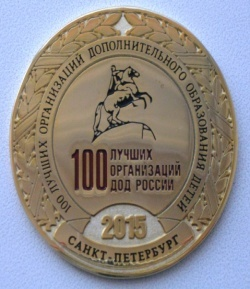 100 ЛУЧШИХ ОРГАНИЗАЦИЙ ДОПОЛНИТЕЛЬНОГО ОБРАЗОВАНИЯ ДЕТЕЙ
100 ЛУЧШИХ
ОРГАНИЗАЦИЙ
ДОД РОССИИ
2015
САНКТ-ПЕТЕРБУРГ